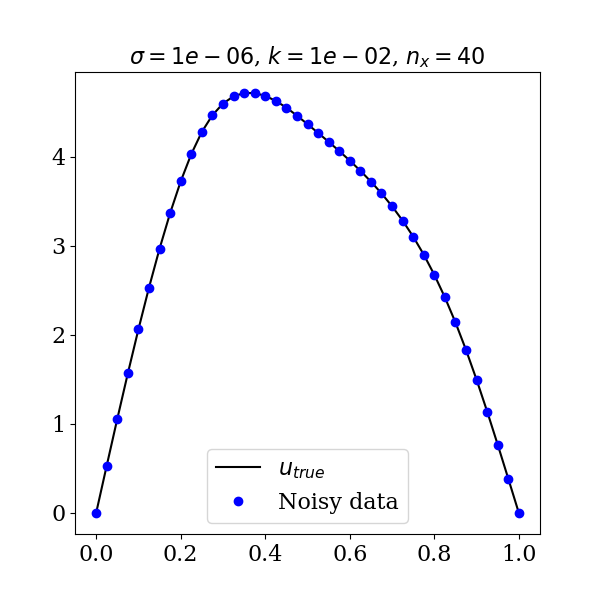 σ = 1e − 06, k = 1e − 02, nₓ = 40
4
3
2
1
0
u_true
Noisy data
0.0 0.2 0.4 0.6 0.8 1.0